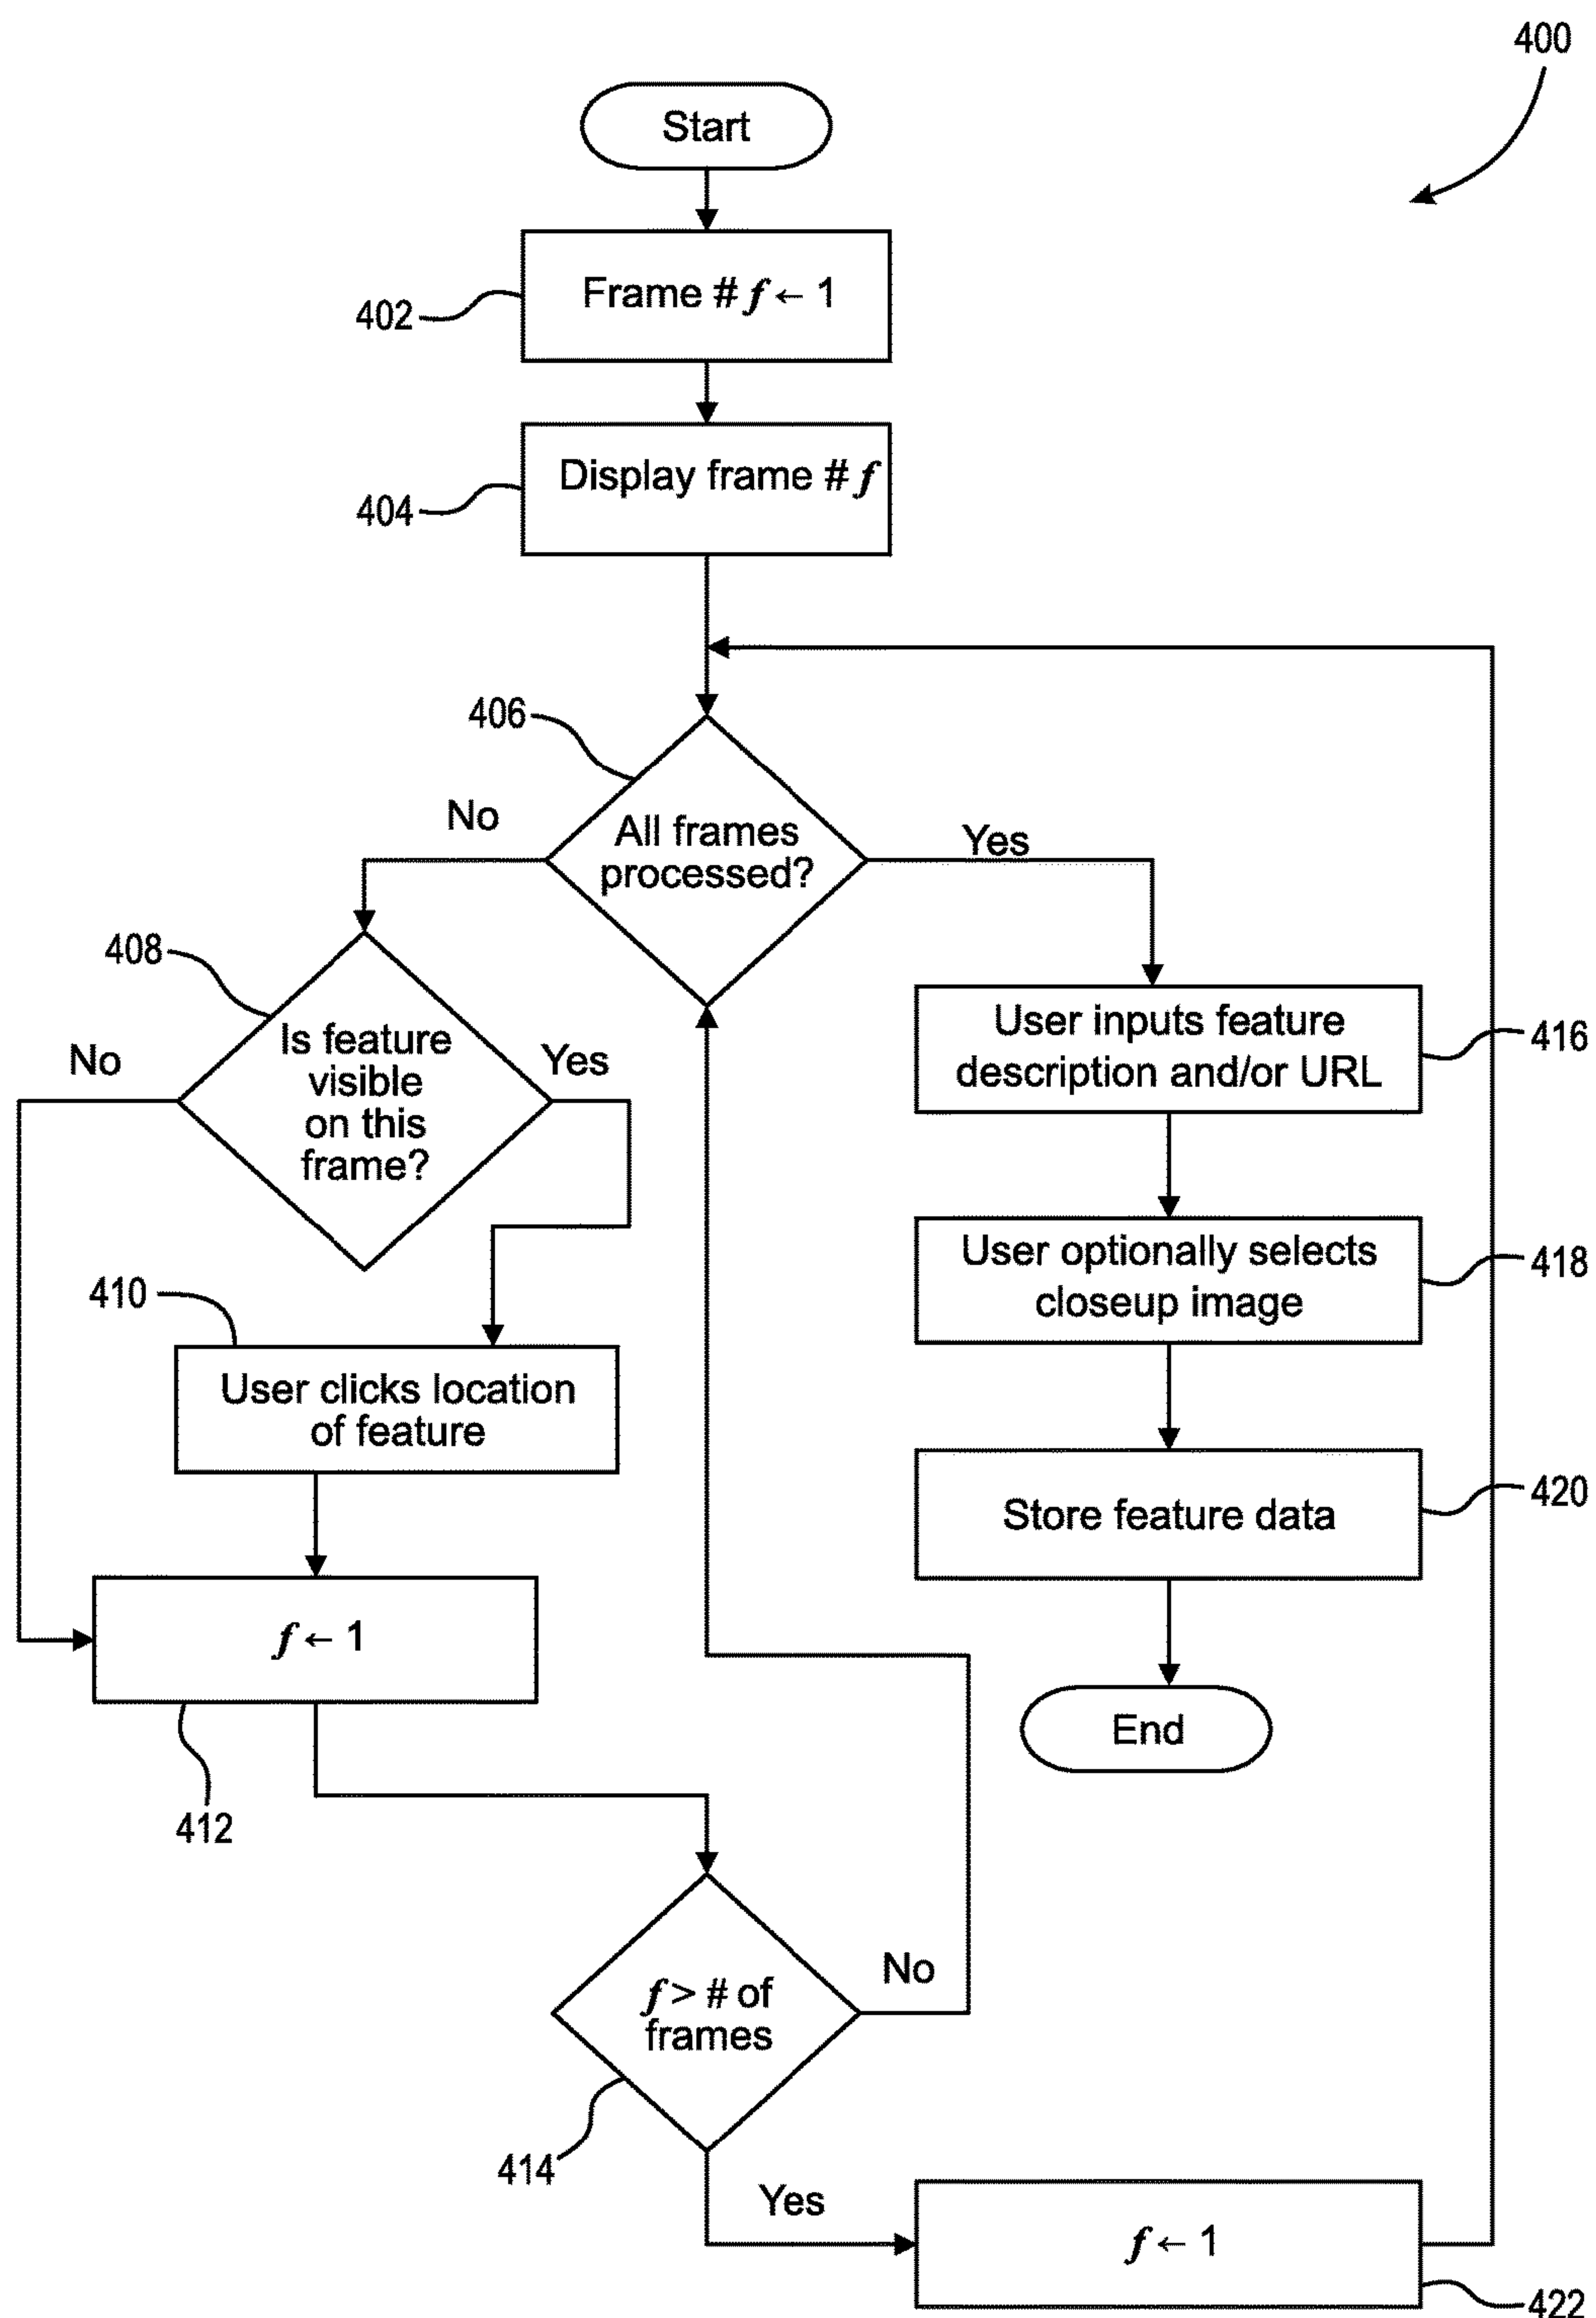 400
Start
Frame # f ← 1
402
Display frame # f
404
406
No
All frames
processed?
Yes
408
No
Is feature
visible
on this
frame?
Yes
User inputs feature
description and/or URL
416
User optionally selects
closeup image
418
410
User clicks location
of feature
Store feature data
420
f ← 1
412
End
f > # of
frames
No
414
Yes
f ← 1
422